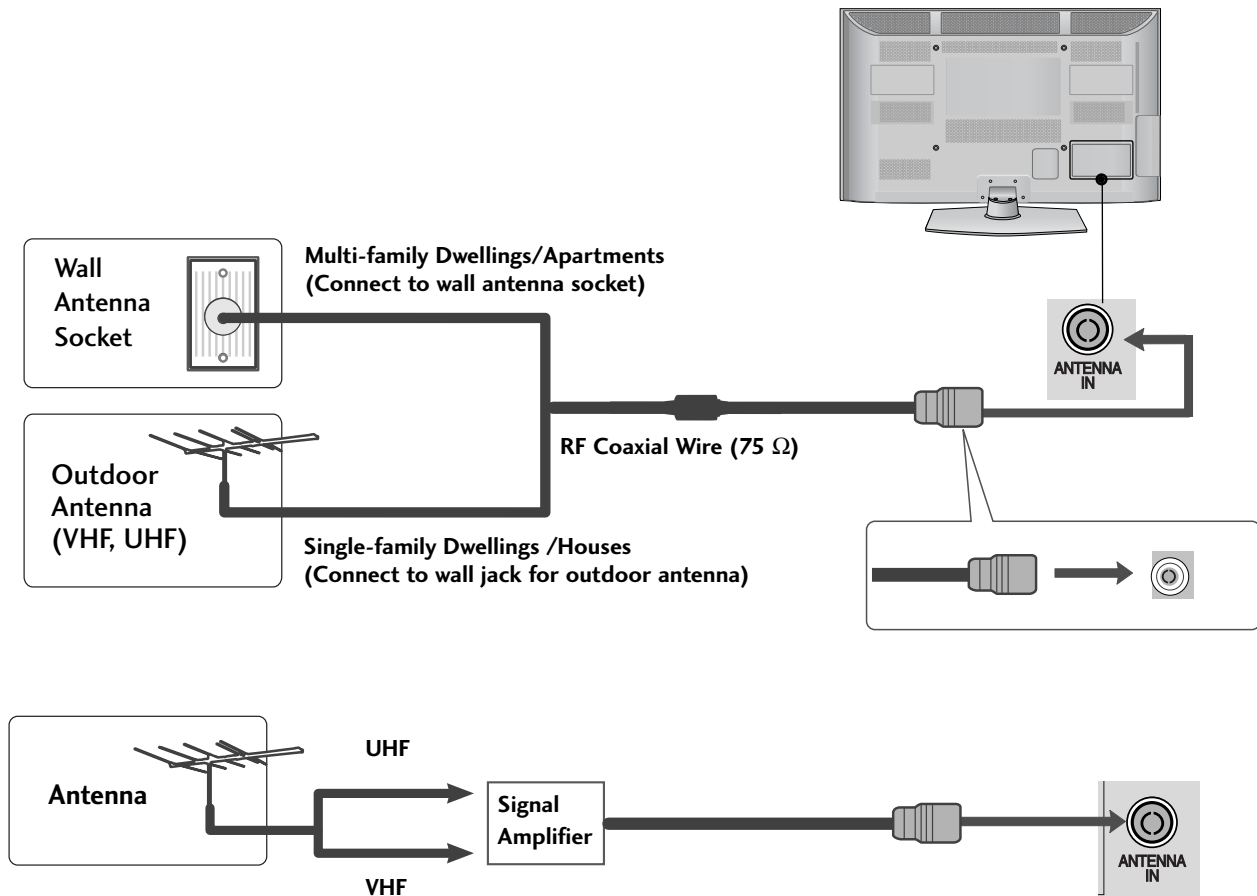 Wall
Antenna
Socket
Multi-family Dwellings/Apartments
(Connect to wall antenna socket)
ANTENNA
IN
RF Coaxial Wire (75 Ω)
Outdoor
Antenna
(VHF, UHF)
Single-family Dwellings /Houses
(Connect to wall jack for outdoor antenna)
Antenna
UHF
VHF
Signal
Amplifier
ANTENNA
IN